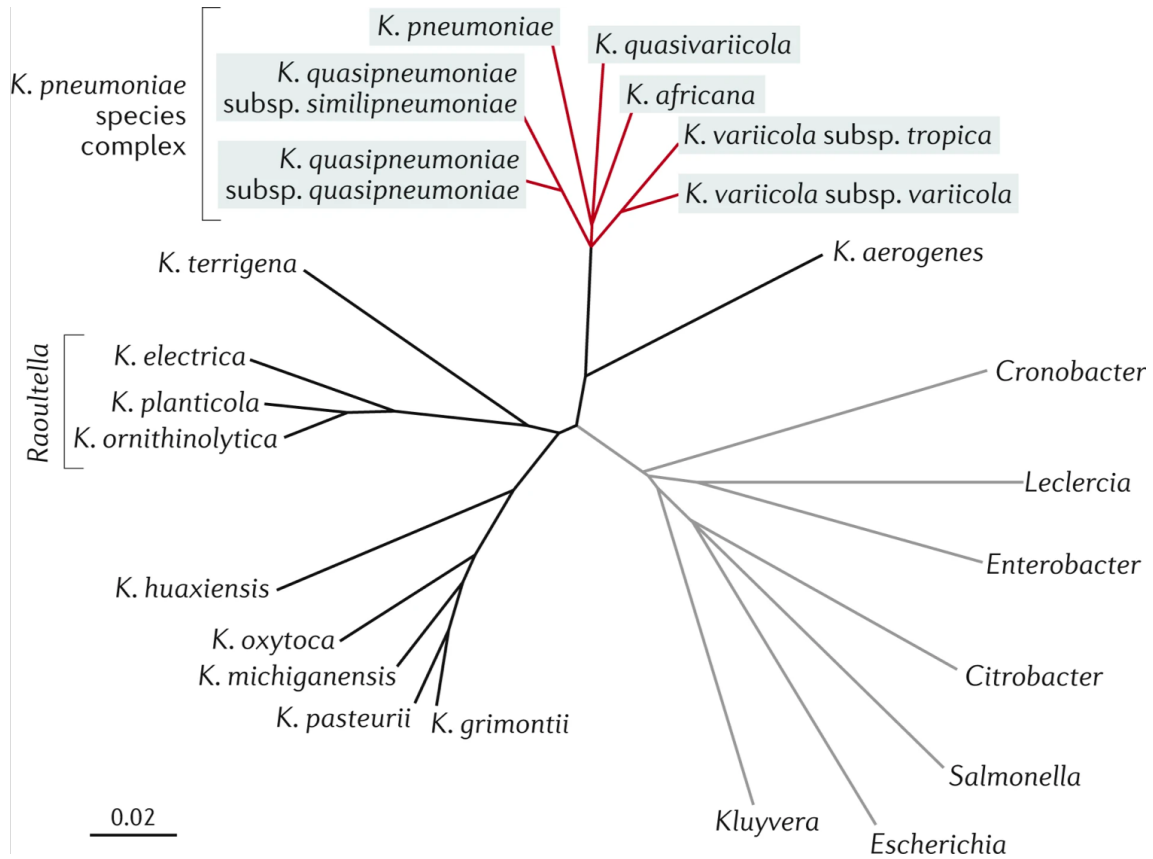 K. pneumoniae
K. quasivariicola
K. quasipneumoniae
subsp. similipneumoniae
K. africana
K. pneumoniae
species
complex
K. variicola subsp. tropica
K. quasipneumoniae
subsp. quasipneumoniae
K. variicola subsp. variicola
K. terrigena
K. aerogenes
Raoultella
K. electrica
K. planticola
K. ornithinolytica
Cronobacter
Leclercia
Enterobacter
K. huaxiensis
K. oxytoca
K. michiganensis
K. pasteurii
K. grimontii
Citrobacter
Salmonella
Kluyvera
Escherichia
0.02